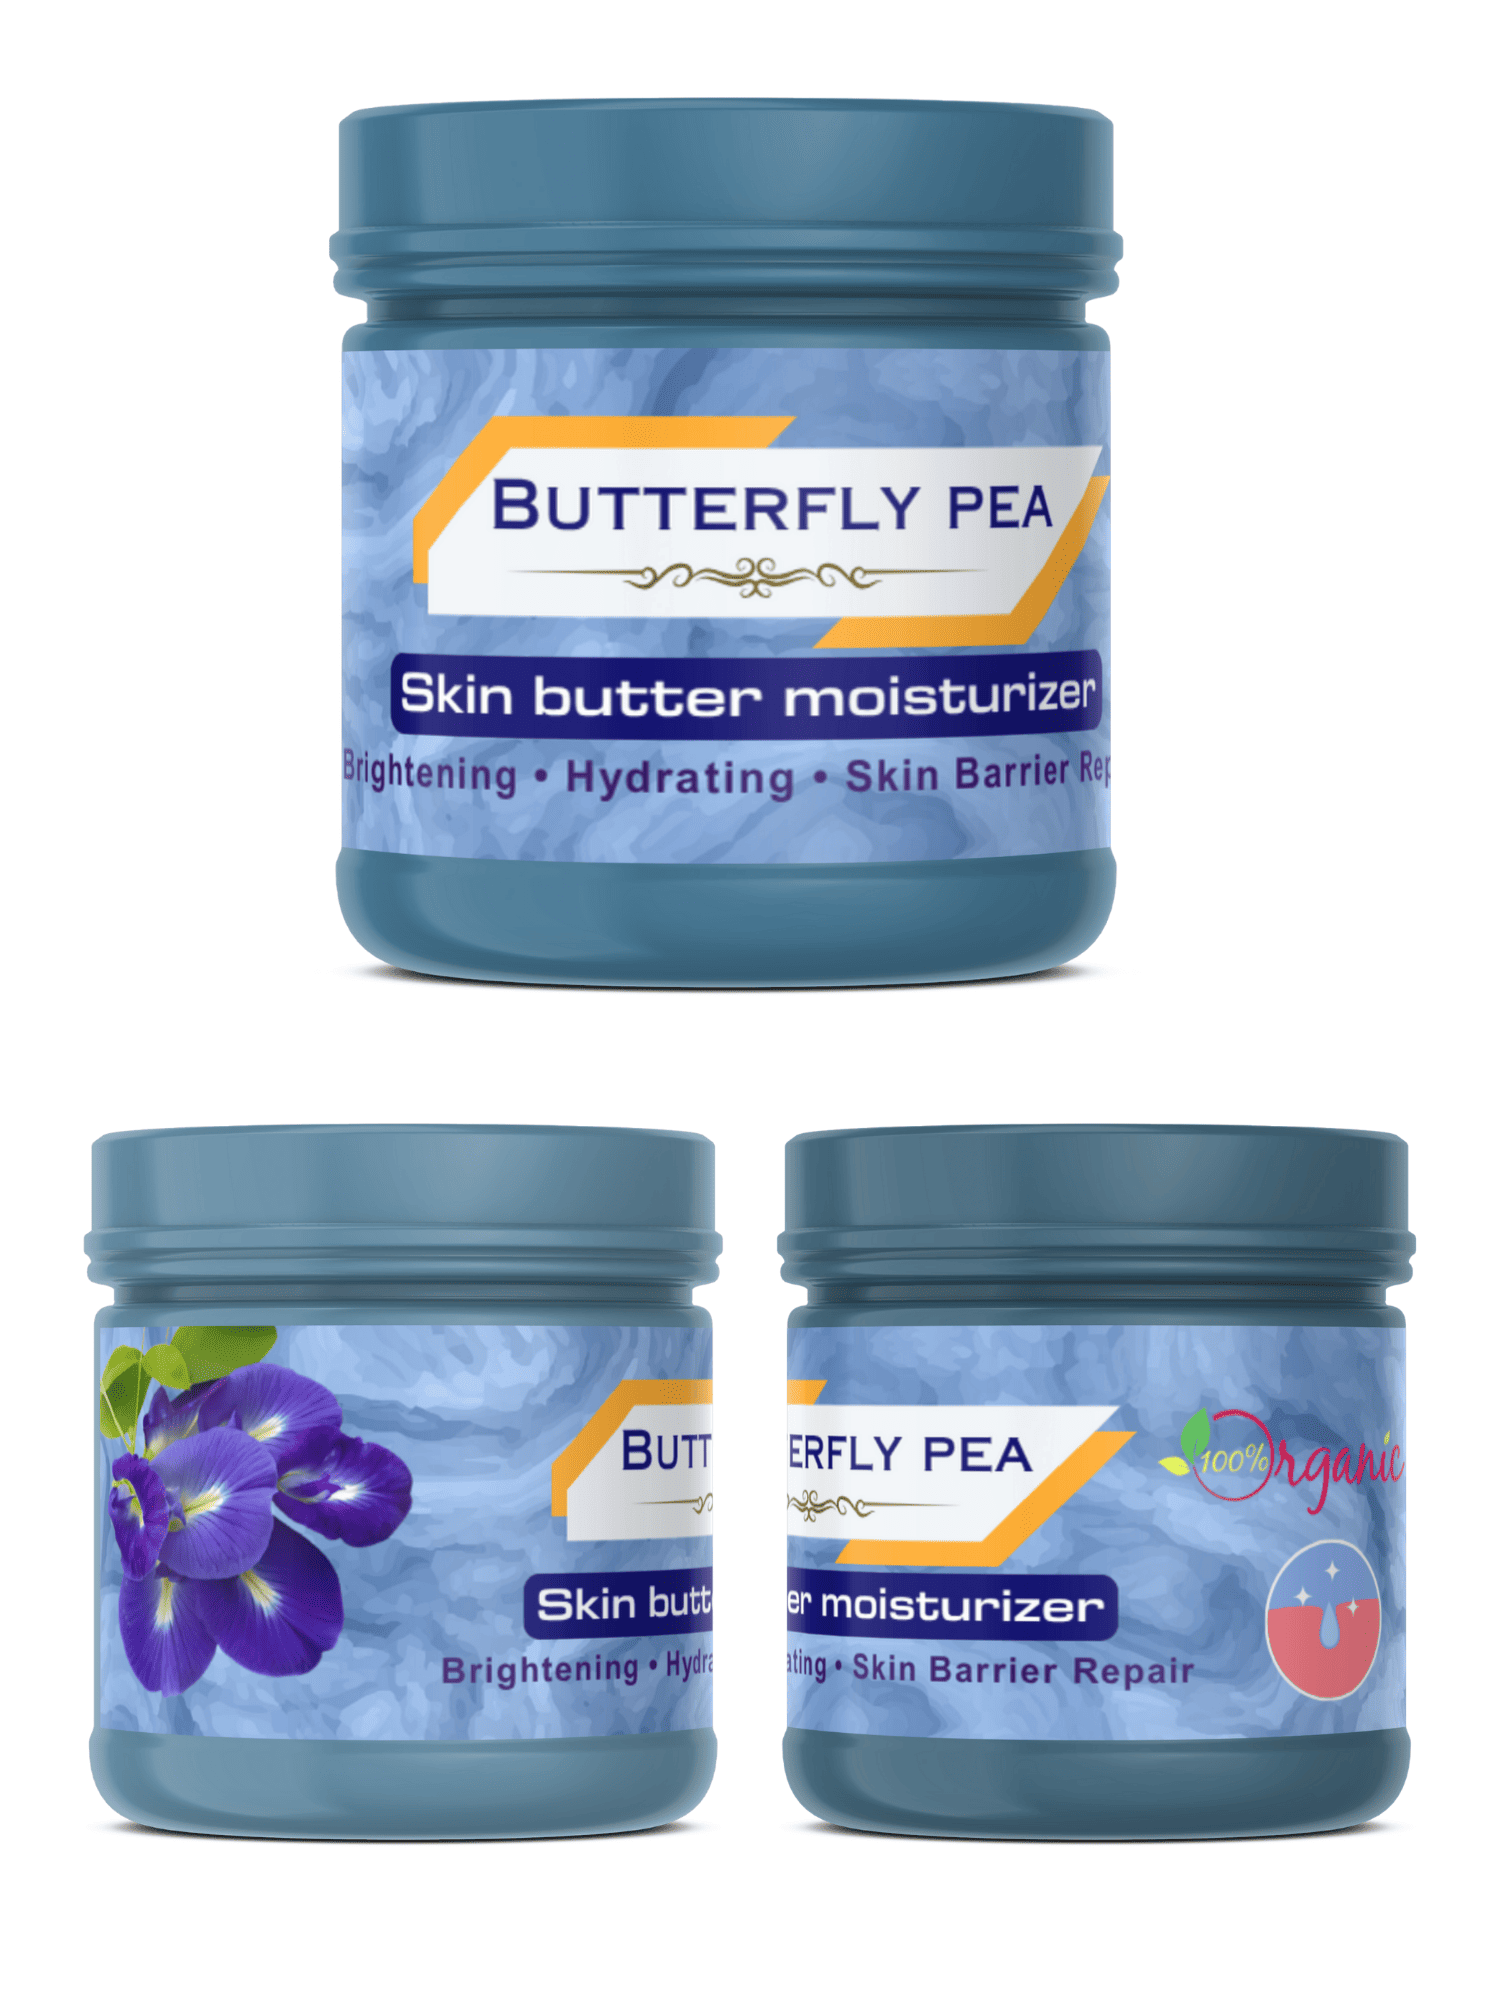 BUTTERFLY PEA
Skin butter moisturizer
Brightening • Hydrating • Skin Barrier Rep
BUTT
Skin butt
Brightening • Hydra
ERFLY PEA
er moisturizer
ating • Skin Barrier Repair
100% Organic